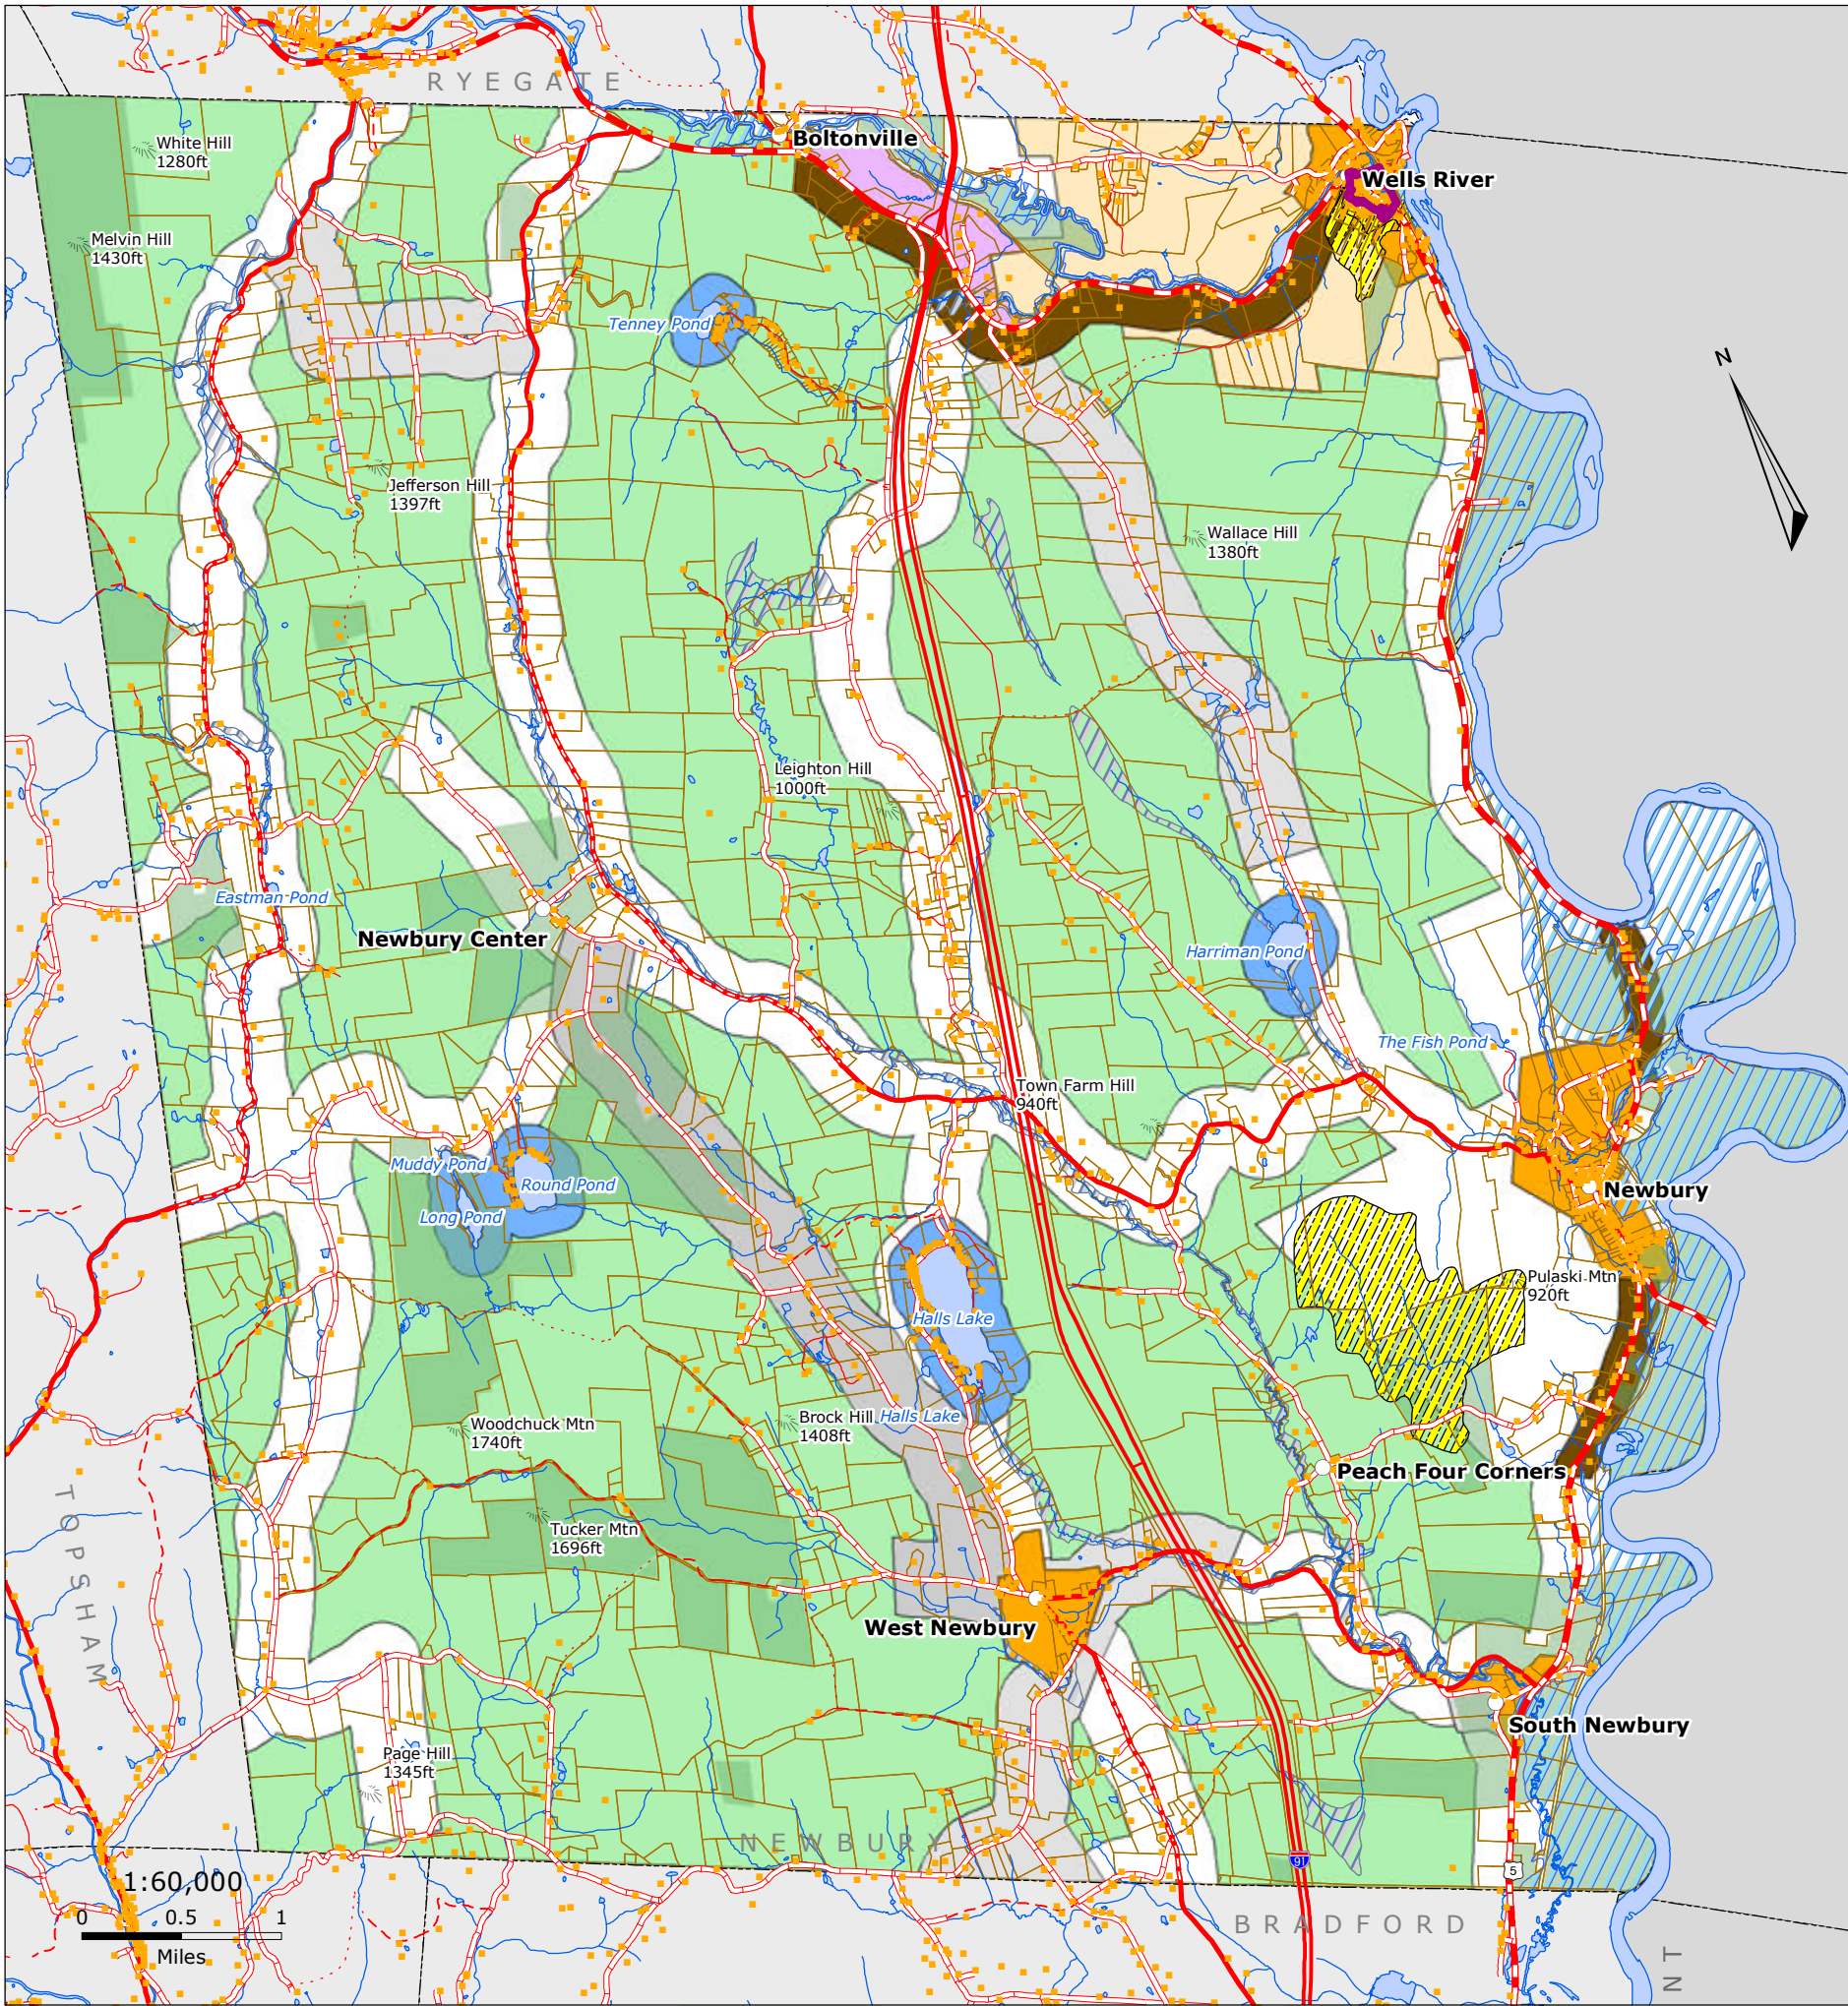 RYEGATE
White Hill
1280ft
Boltonville
Wells River
Melvin Hill
1430ft
Tenney Pond
N
Jefferson Hill
1397ft
Wallace Hill
1380ft
Leighton Hill
1000ft
Eastman Pond
Newbury Center
Harriman Pond
The Fish Pond
Town Farm Hill
940ft
Muddy Pond
Round Pond
Long Pond
Newbury
Pulaski Mtn
920ft
Halls Lake
Brock Hill
1408ft
Halls Lake
Woodchuck Mtn
1740ft
Peach Four Corners
TOPSHAM
Tucker Mtn
1696ft
West Newbury
South Newbury
Page Hill
1345ft
NEWBURY
91
5
1:60,000
0 0.5 1
Miles
BRADFORD
LN